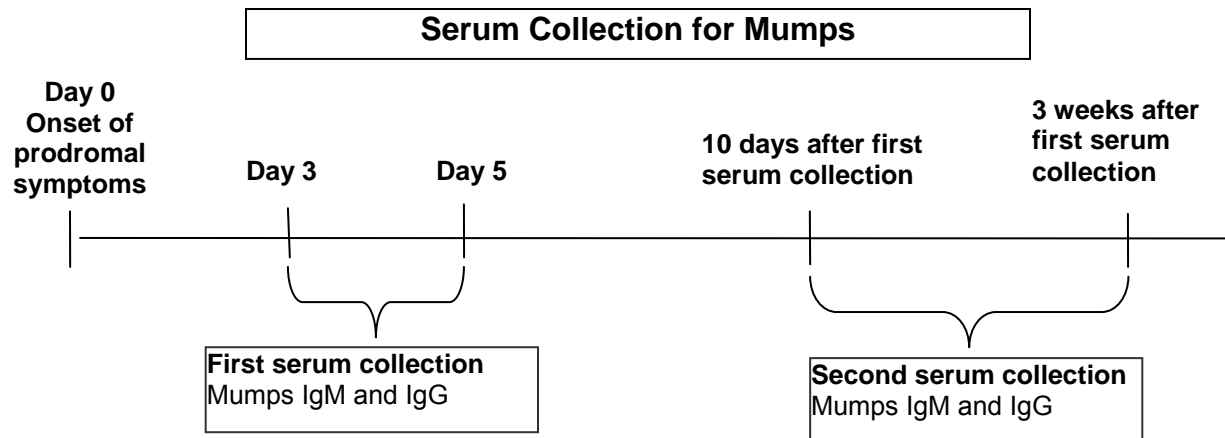 Serum Collection for Mumps
Day 0
Onset of
prodromal
symptoms
Day 3
Day 5
10 days after first
serum collection
3 weeks after
first serum
collection
First serum collection
Mumps IgM and IgG
Second serum collection
Mumps IgM and IgG